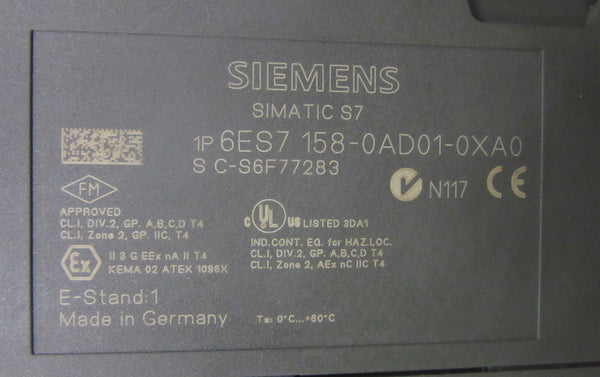 SIEMENS
SIMATIC S7
1P 6ES7 158-0AD01-0XA0
S C-S6F77283
N117 CE
FM
APPROVED
CL.I, DIV.2, GP. A,B,C,D T4
CL.I, Zone 2, GP. IIC, T4
C UL US LISTED 3DA1
IND.CONT. EQ. for HAZ.LOC.
CL.I, DIV.2, GP. A,B,C,D T4
CL.I, Zone 2, AEx nC IIC T4
Ex II 3 G EEx nA II T4
KEMA 02 ATEX 1096X
E-Stand:1
Made in Germany
Ta: 0°C...+60°C